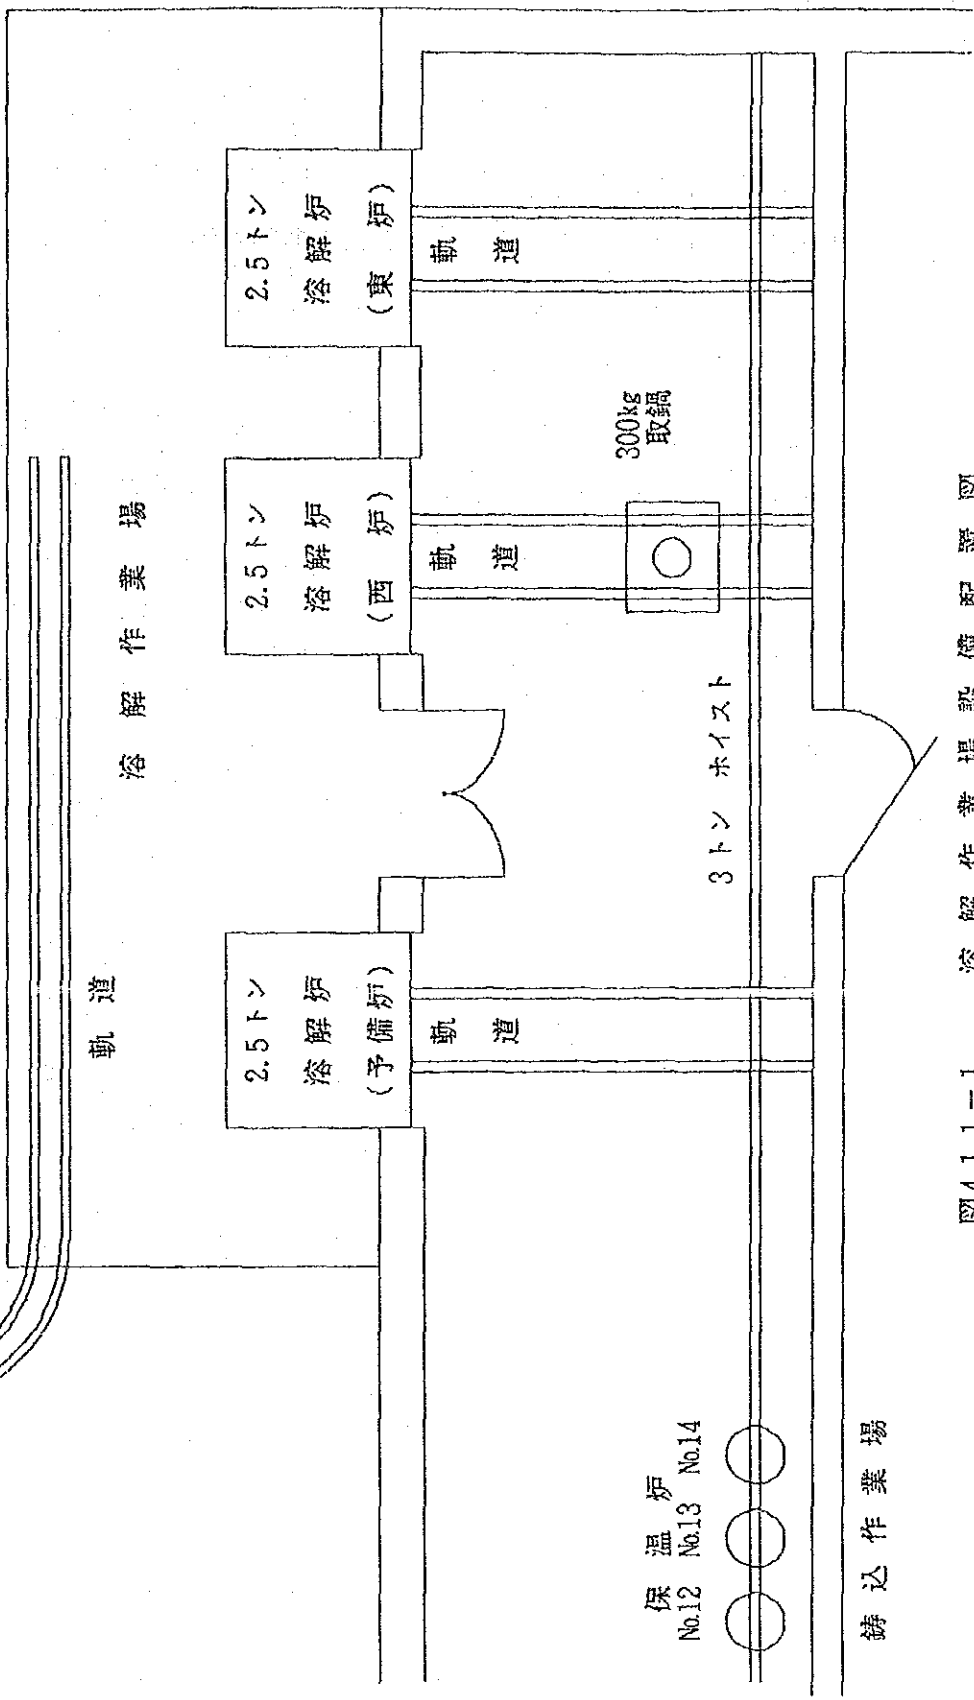 軌道
溶解作業場
2.5トン
溶解炉
(予備炉)
2.5トン
溶解炉
(西炉)
2.5トン
溶解炉
(東炉)
軌道
軌道
軌道
300kg
取鍋
3トン ホイスト
保温炉
No.12 No.13 No.14
鋳込作業場
図4.11-1 溶解作業場設備配置図